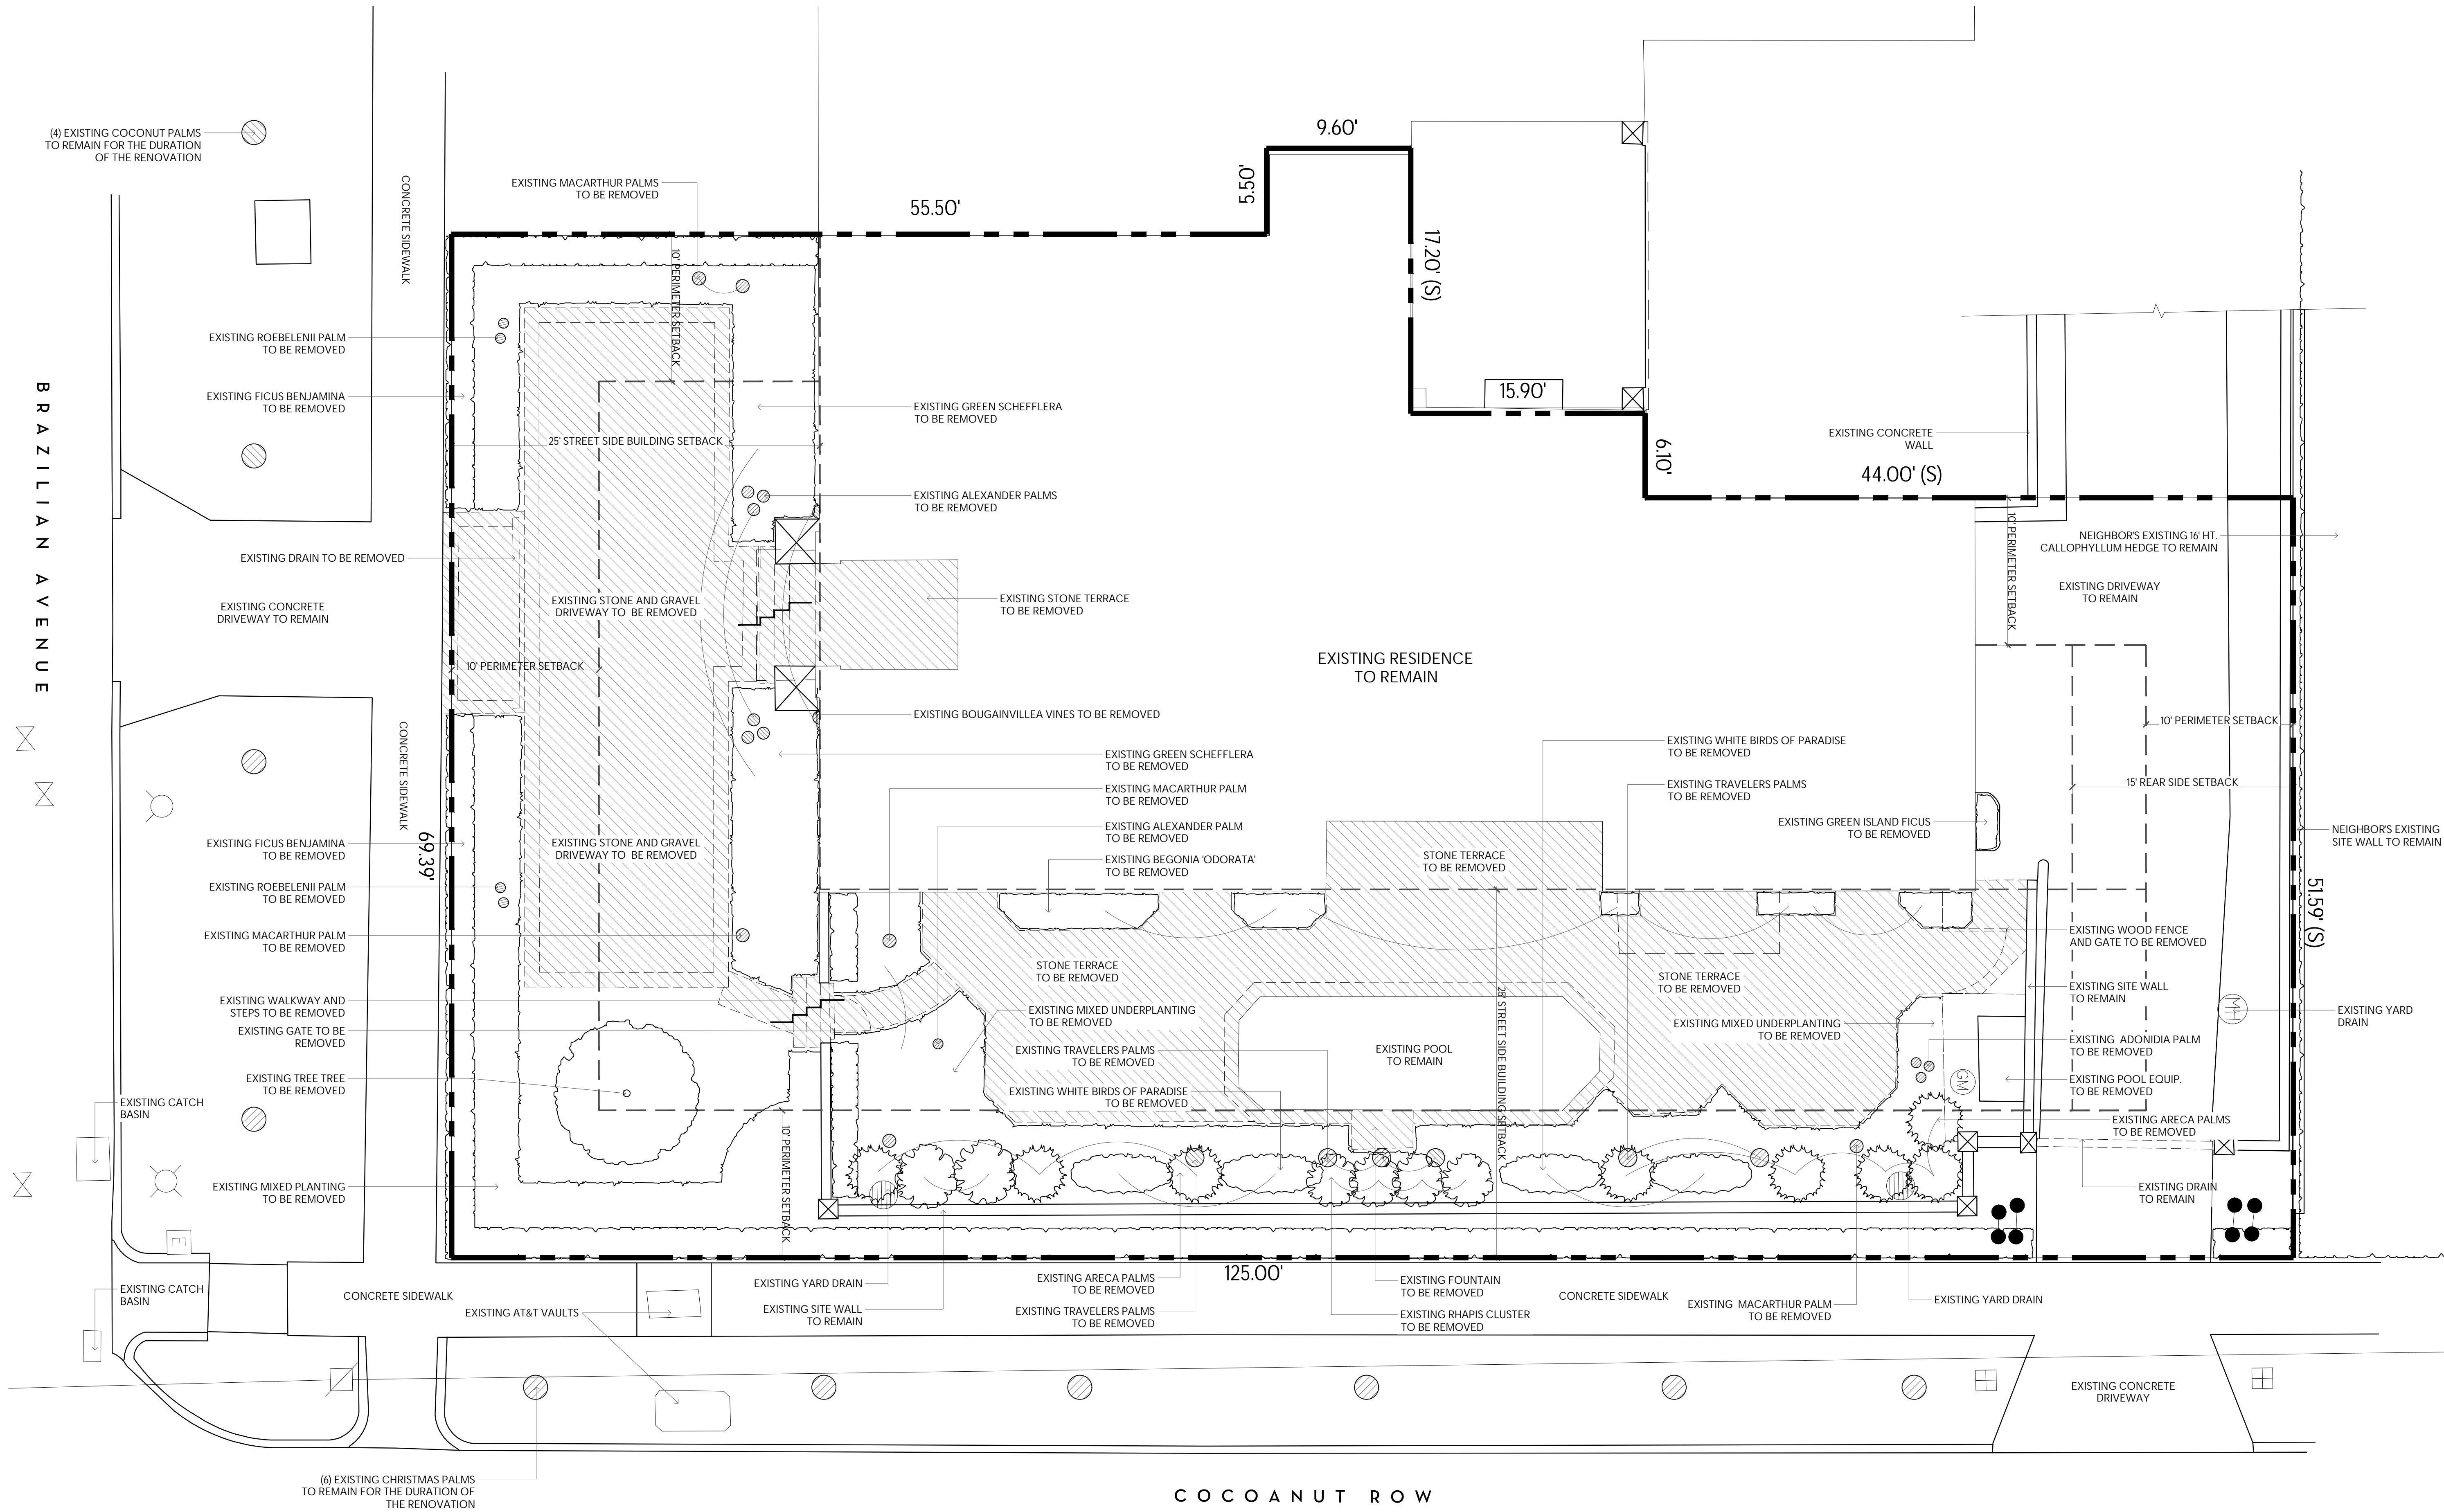 (4) EXISTING COCONUT PALMS
TO REMAIN FOR THE DURATION
OF THE RENOVATION
CONCRETE SIDEWALK
EXISTING MACARTHUR PALMS
TO BE REMOVED
55.50'
5.50'
9.60'
17.20' (S)
15.90'
6.10'
44.00' (S)
10' PERIMETER SETBACK
EXISTING ROEBELENII PALM
TO BE REMOVED
EXISTING FICUS BENJAMINA
TO BE REMOVED
BRAZILIAN AVENUE
25' STREET SIDE BUILDING SETBACK
EXISTING GREEN SCHEFFLERA
TO BE REMOVED
EXISTING ALEXANDER PALMS
TO BE REMOVED
EXISTING CONCRETE
WALL
10' PERIMETER SETBACK
NEIGHBOR'S EXISTING 16' HT.
CALLOPHYLLUM HEDGE TO REMAIN
EXISTING DRIVEWAY
TO REMAIN
EXISTING DRAIN TO BE REMOVED
EXISTING CONCRETE
DRIVEWAY TO REMAIN
EXISTING STONE AND GRAVEL
DRIVEWAY TO BE REMOVED
EXISTING STONE TERRACE
TO BE REMOVED
EXISTING RESIDENCE
TO REMAIN
10' PERIMETER SETBACK
EXISTING BOUGAINVILLEA VINES TO BE REMOVED
EXISTING GREEN SCHEFFLERA
TO BE REMOVED
EXISTING MACARTHUR PALM
TO BE REMOVED
EXISTING ALEXANDER PALM
TO BE REMOVED
EXISTING BEGONIA 'ODORATA'
TO BE REMOVED
EXISTING WHITE BIRDS OF PARADISE
TO BE REMOVED
EXISTING TRAVELERS PALMS
TO BE REMOVED
EXISTING GREEN ISLAND FICUS
TO BE REMOVED
10' PERIMETER SETBACK
15' REAR SIDE SETBACK
NEIGHBOR'S EXISTING
SITE WALL TO REMAIN
51.59' (S)
CONCRETE SIDEWALK
69.39'
EXISTING FICUS BENJAMINA
TO BE REMOVED
EXISTING STONE AND GRAVEL
DRIVEWAY TO BE REMOVED
STONE TERRACE
TO BE REMOVED
EXISTING ROEBELENII PALM
TO BE REMOVED
EXISTING MACARTHUR PALM
TO BE REMOVED
EXISTING WALKWAY AND
STEPS TO BE REMOVED
EXISTING GATE TO BE
REMOVED
EXISTING TREE TREE
TO BE REMOVED
EXISTING CATCH
BASIN
EXISTING MIXED PLANTING
TO BE REMOVED
STONE TERRACE
TO BE REMOVED
EXISTING MIXED UNDERPLANTING
TO BE REMOVED
EXISTING TRAVELERS PALMS
TO BE REMOVED
EXISTING WHITE BIRDS OF PARADISE
TO BE REMOVED
EXISTING POOL
TO REMAIN
25' STREET SIDE BUILDING SETBACK
STONE TERRACE
TO BE REMOVED
EXISTING MIXED UNDERPLANTING
TO BE REMOVED
EXISTING WOOD FENCE
AND GATE TO BE REMOVED
EXISTING SITE WALL
TO REMAIN
MH
EXISTING YARD
DRAIN
EXISTING ADONIDIA PALM
TO BE REMOVED
GM
EXISTING POOL EQUIP.
TO BE REMOVED
EXISTING ARECA PALMS
TO BE REMOVED
EXISTING DRAIN
TO REMAIN
10' PERIMETER SETBACK
E
EXISTING CATCH
BASIN
CONCRETE SIDEWALK
EXISTING AT&T VAULTS
EXISTING YARD DRAIN
EXISTING SITE WALL
TO REMAIN
EXISTING ARECA PALMS
TO BE REMOVED
EXISTING TRAVELERS PALMS
TO BE REMOVED
125.00'
EXISTING FOUNTAIN
TO BE REMOVED
EXISTING RHAPIS CLUSTER
TO BE REMOVED
CONCRETE SIDEWALK
EXISTING MACARTHUR PALM
TO BE REMOVED
EXISTING YARD DRAIN
EXISTING CONCRETE
DRIVEWAY
(6) EXISTING CHRISTMAS PALMS
TO REMAIN FOR THE DURATION OF
THE RENOVATION
COCOANUT ROW